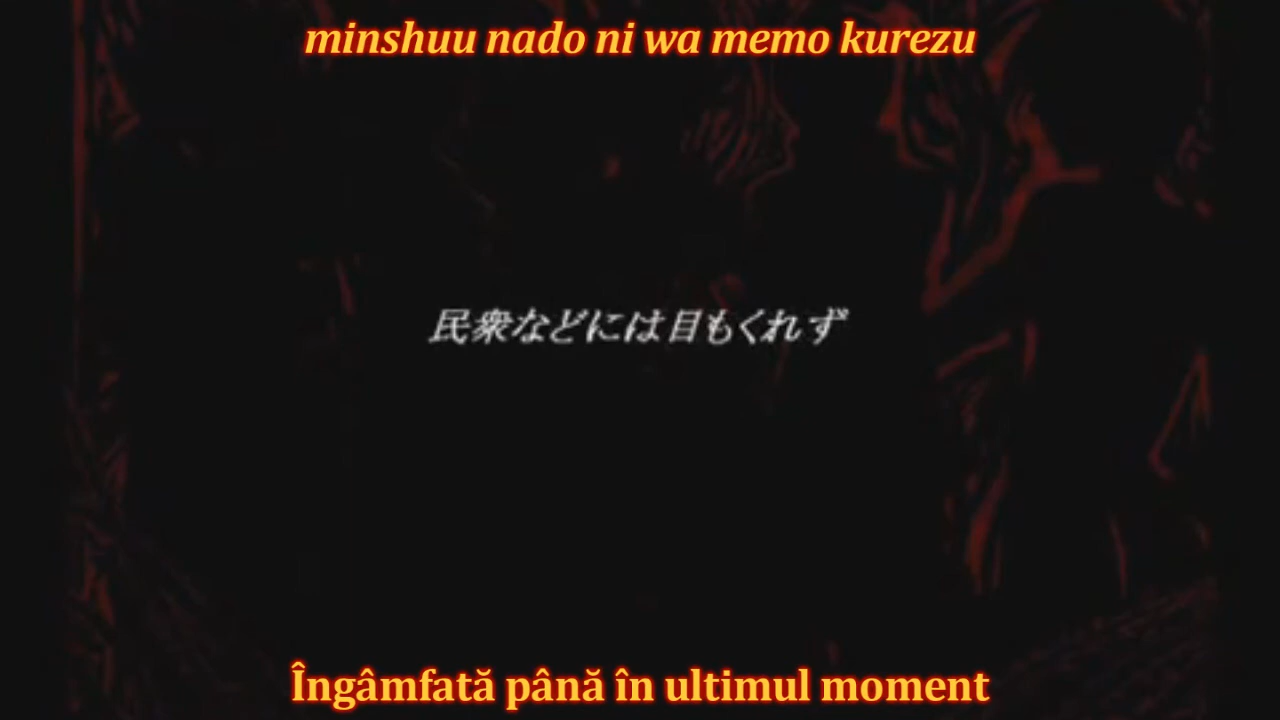 minshuu nado ni wa memo kurezu
民衆などには目もくれず
Îngâmfată până în ultimul moment